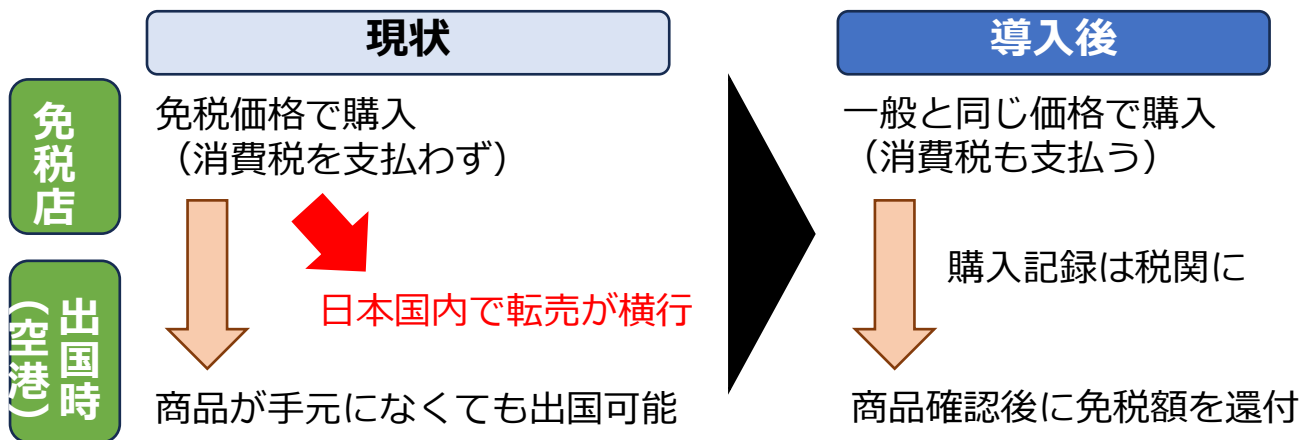 現状
導入後
免税店
免税価格で購入
（消費税を支払わず）
一般と同じ価格で購入
（消費税も支払う）
日本国内で転売が横行
購入記録は税関に
出国時
（空港）
商品が手元になくても出国可能
商品確認後に免税額を還付